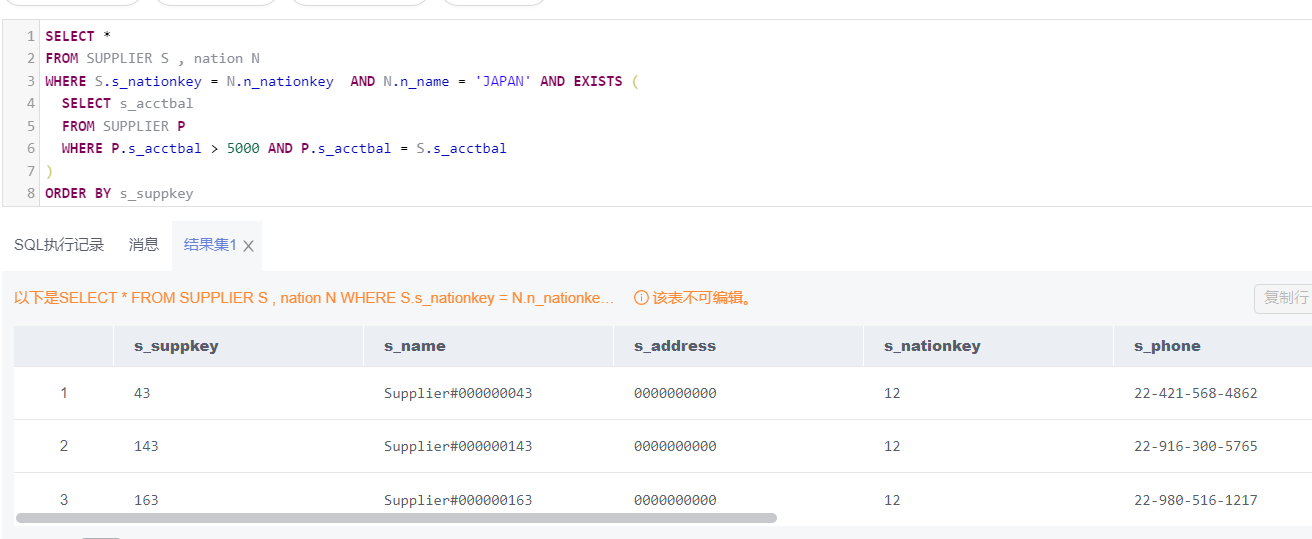 1 SELECT *
2 FROM SUPPLIER S , nation N
3 WHERE S.s_nationkey = N.n_nationkey  AND N.n_name = 'JAPAN' AND EXISTS (
4   SELECT s_acctbal
5   FROM SUPPLIER P
6   WHERE P.s_acctbal > 5000 AND P.s_acctbal = S.s_acctbal
7 )
8 ORDER BY s_suppkey
SQL执行记录 消息 结果集1
以下是SELECT * FROM SUPPLIER S , nation N WHERE S.s_nationkey = N.n_nationke... 该表不可编辑。 复制行
s_suppkey s_name s_address s_nationkey s_phone
1 43 Supplier#000000043 0000000000 12 22-421-568-4862
2 143 Supplier#000000143 0000000000 12 22-916-300-5765
3 163 Supplier#000000163 0000000000 12 22-980-516-1217